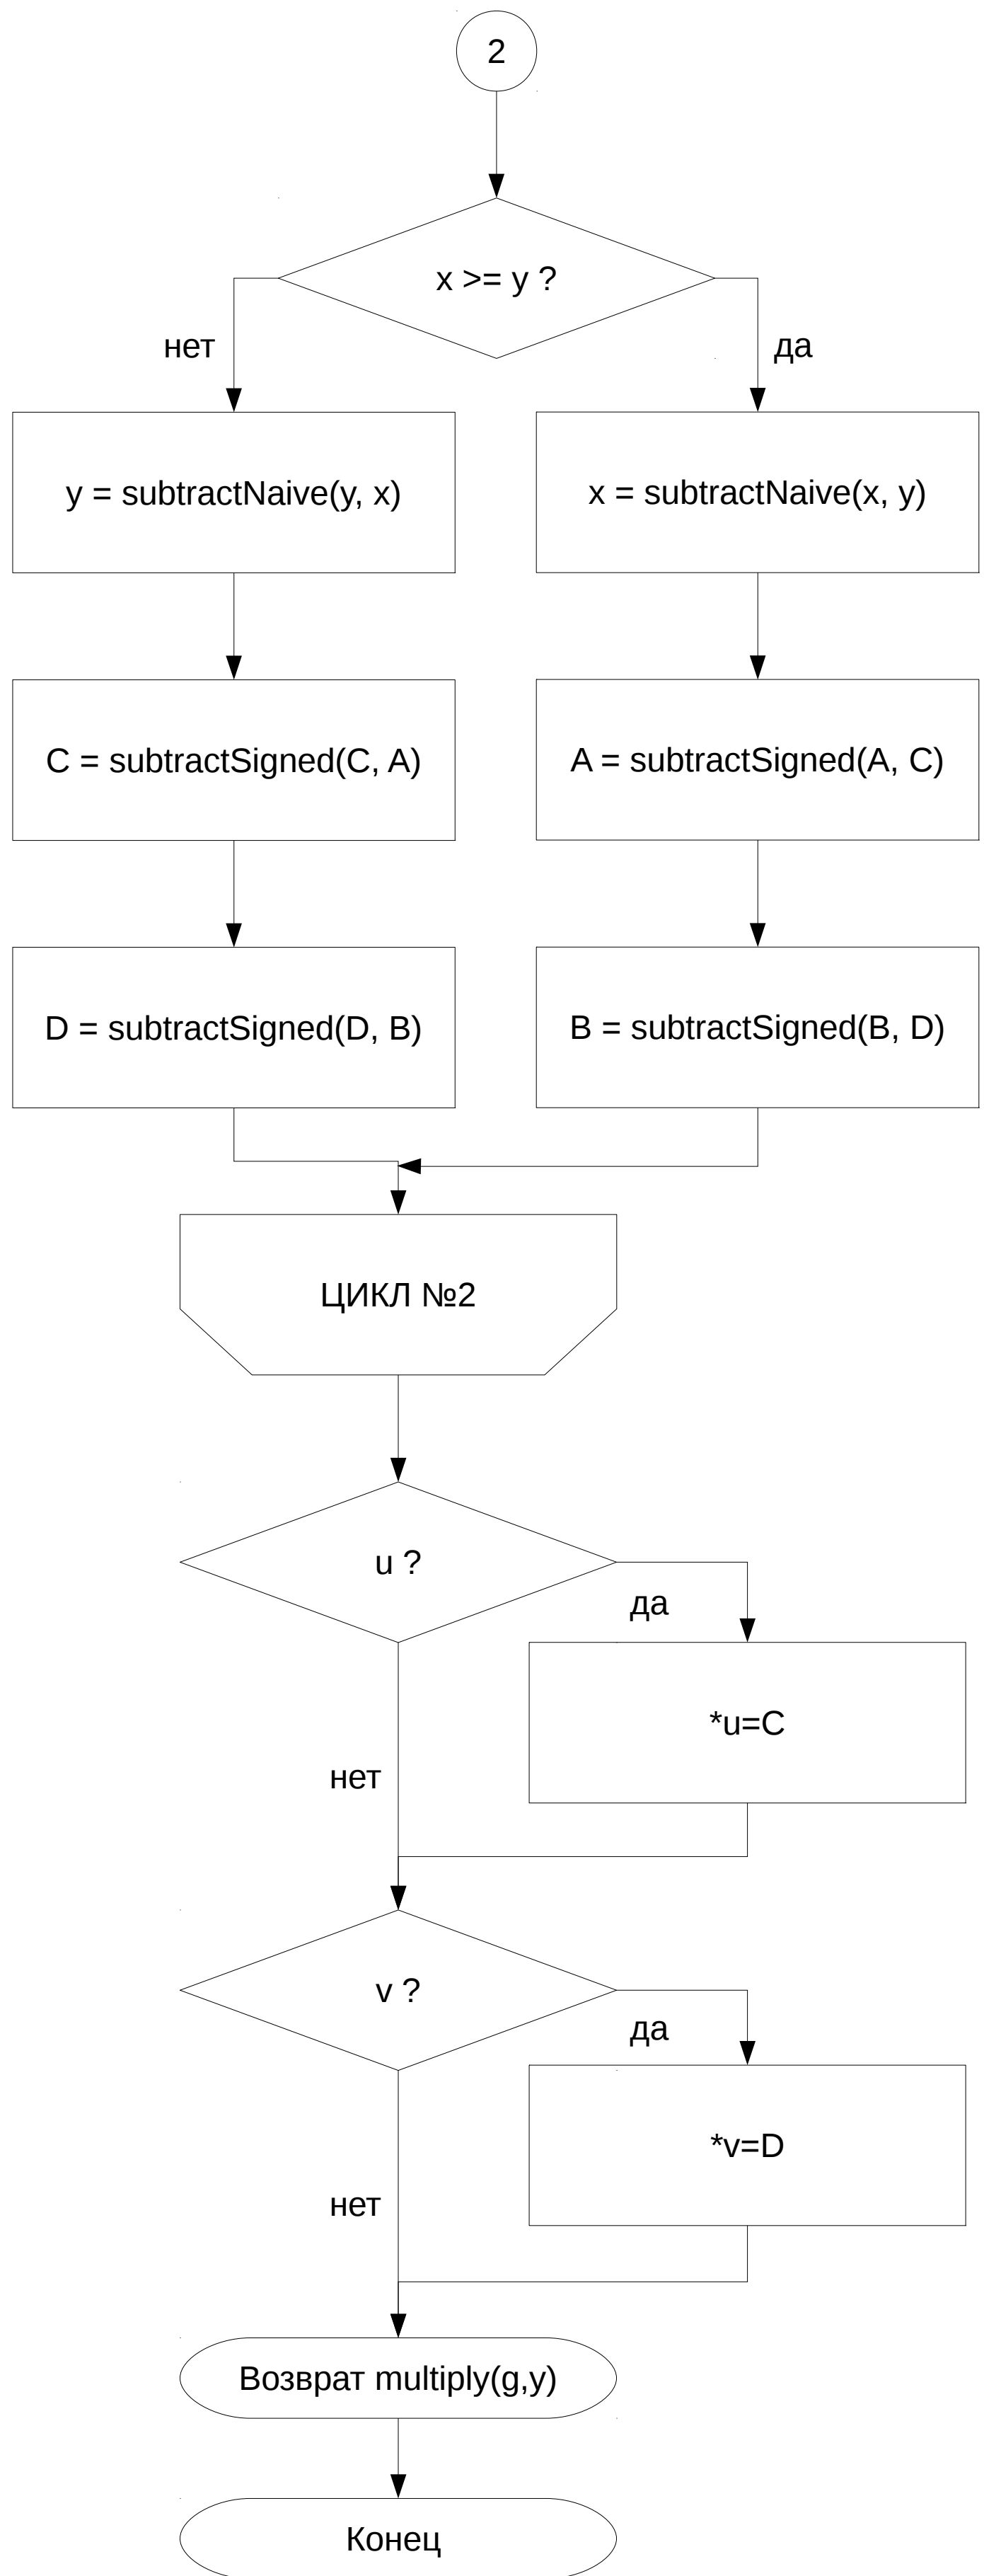 2
x >= y ?
нет
да
y = subtractNaive(y, x)
x = subtractNaive(x, y)
C = subtractSigned(C, A)
A = subtractSigned(A, C)
D = subtractSigned(D, B)
B = subtractSigned(B, D)
ЦИКЛ №2
u ?
да
*u=C
нет
v ?
да
*v=D
нет
Возврат multiply(g,y)
Конец